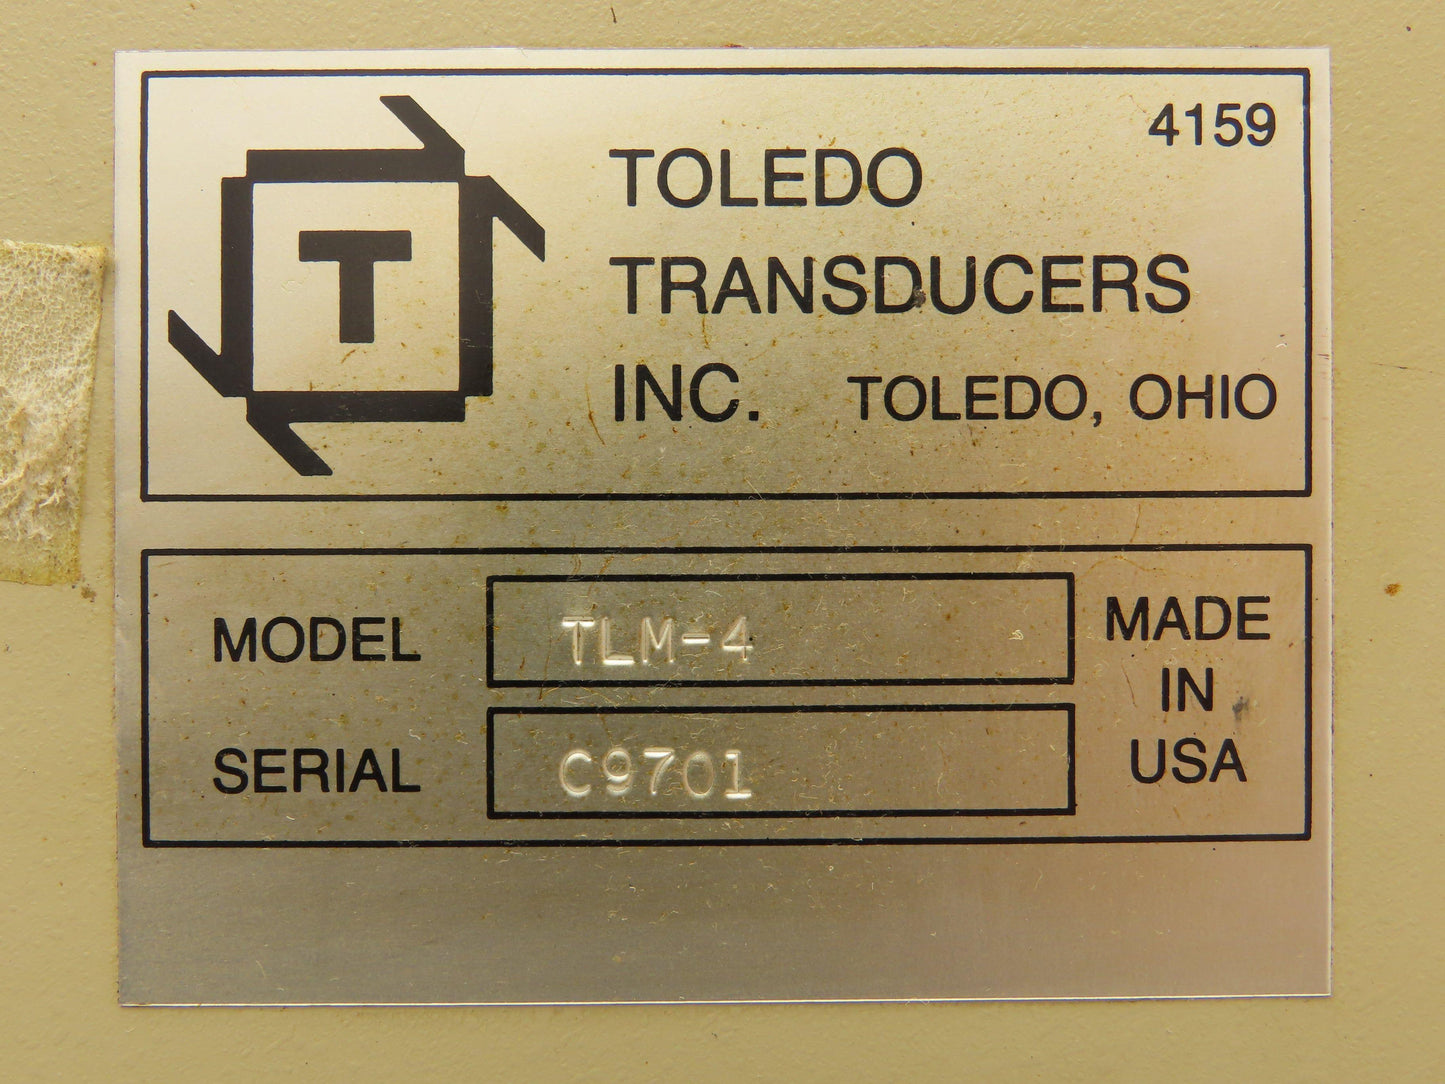 4159
T
TOLEDO
TRANSDUCERS
INC. TOLEDO, OHIO
MODEL TLM-4
SERIAL C9701
MADE
IN
USA